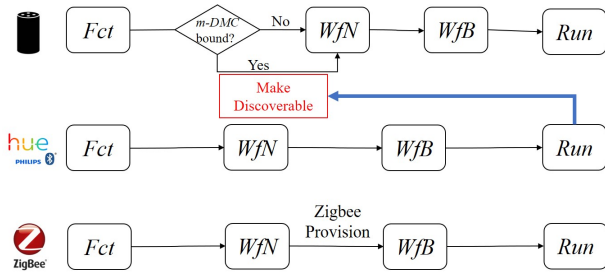 Fct
m-DMC
bound?
No
Yes
WfN
WfB
Run
Make
Discoverable
hue
PHILIPS
Fct
WfN
WfB
Run
ZigBee®
Fct
WfN
Zigbee
Provision
WfB
Run